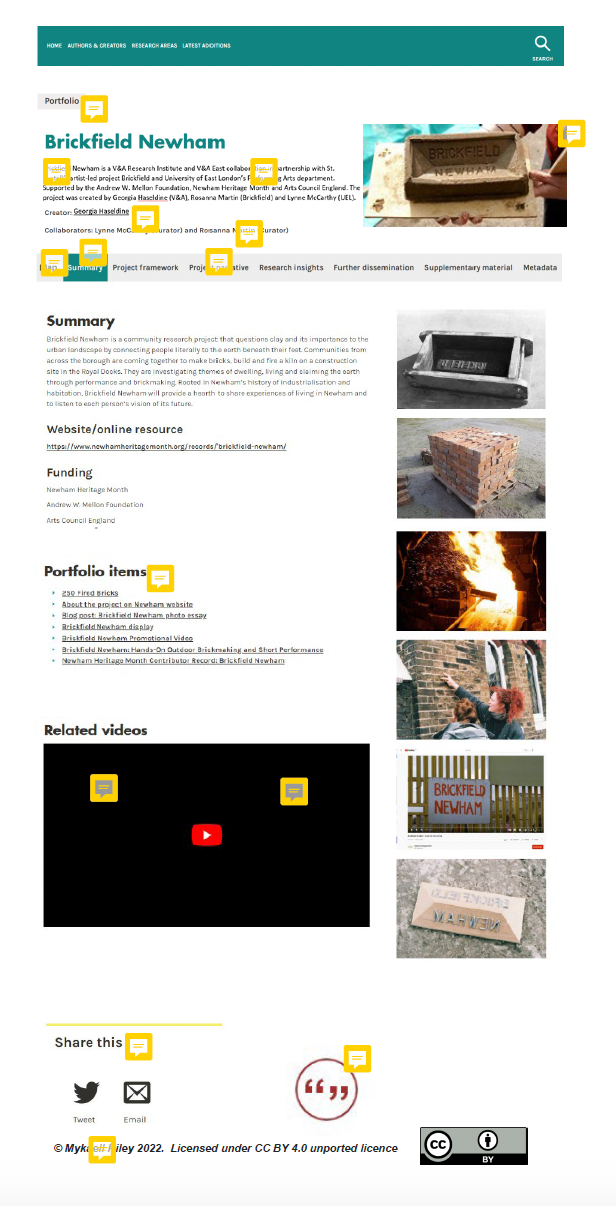 HOME AUTHORS & CREATORS RESEARCH AREAS LATEST ADDITIONS
SEARCH
Portfolio
Brickfield Newham
Newham is a V&A Research Institute and V&A East partnership with St.
artist-led project Brickfield and University of East London's Arts department.
Supported by the Andrew W. Mellon Foundation, Newham Heritage Month and Arts Council England. The
project was created by Georgia Haseldine (V&A), Rosanna Martin (Brickfield) and Lynne McCarthy (UEL).
Creator: Georgia Haseldine
Collaborators: Lynne (Curator) and Rosanna (Curator)
BRICKFIELD
NEWHAM
Summary Project framework Research insights Further dissemination Supplementary material Metadata
Summary
Brickfield Newham is a community research project that questions clay and its importance to the
urban landscape by connecting people literally to the earth beneath their feet. Communities from
across the borough are coming together to make bricks, build and fire a kiln on a construction
site in the Royal Docks. They are investigating themes of dwelling, living and claiming the earth
through performance and brickmaking. Rooted in Newham's history of industrialisation and
habitation, Brickfield Newham will provide a hearth to share experiences of living in Newham and
to listen to each person's vision of its future.
Website/online resource
https://www.newhamheritagemonth.org/records/'brickfield-newham/
Funding
Newham Heritage Month
Andrew W. Mellon Foundation
Arts Council England
Portfolio items
250 Fired Bricks
About the project on Newham website
Blog post: Brickfield Newham photo essay
Brickfield Newham display
Brickfield Newham Promotional Video
Brickfield Newham: Hands-On Outdoor Brickmaking and Short Performance
Newham Heritage Month Contributor Record: Brickfield Newham
Related videos
BRICKFIELD
NEWHAM
BRICKFIELD
NEWHAM
Share this
Tweet Email
© Riley 2022. Licensed under CC BY 4.0 unported licence
CC BY